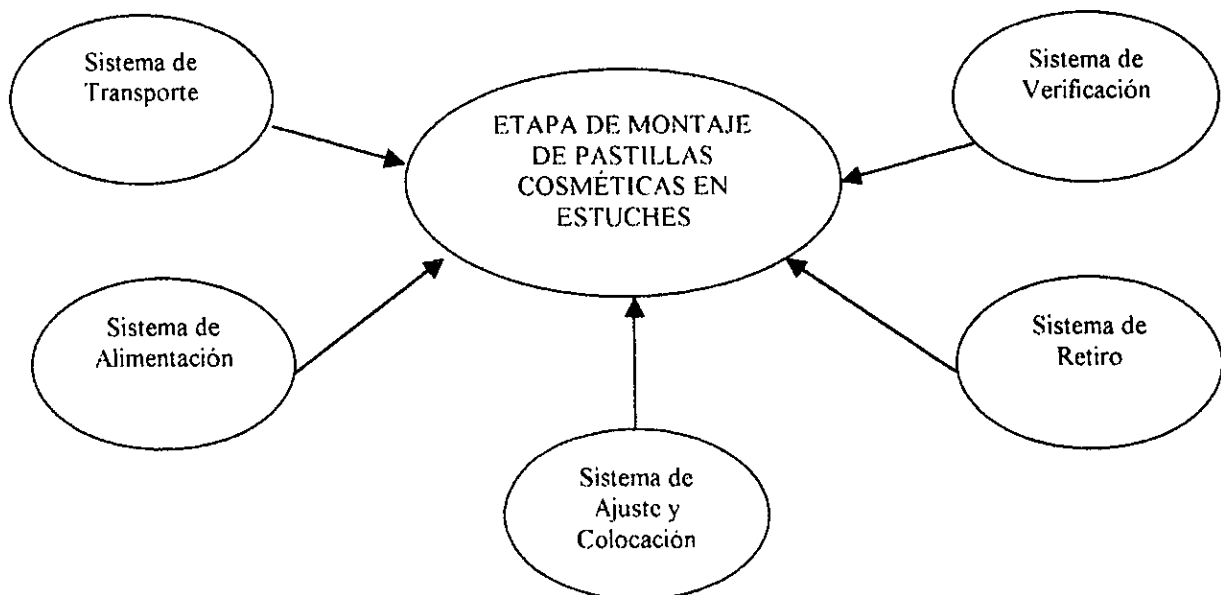 Sistema de
Transporte
ETAPA DE MONTAJE
DE PASTILLAS
COSMÉTICAS EN
ESTUCHES
Sistema de
Verificación
Sistema de
Alimentación
Sistema de
Ajuste y
Colocación
Sistema de
Retiro